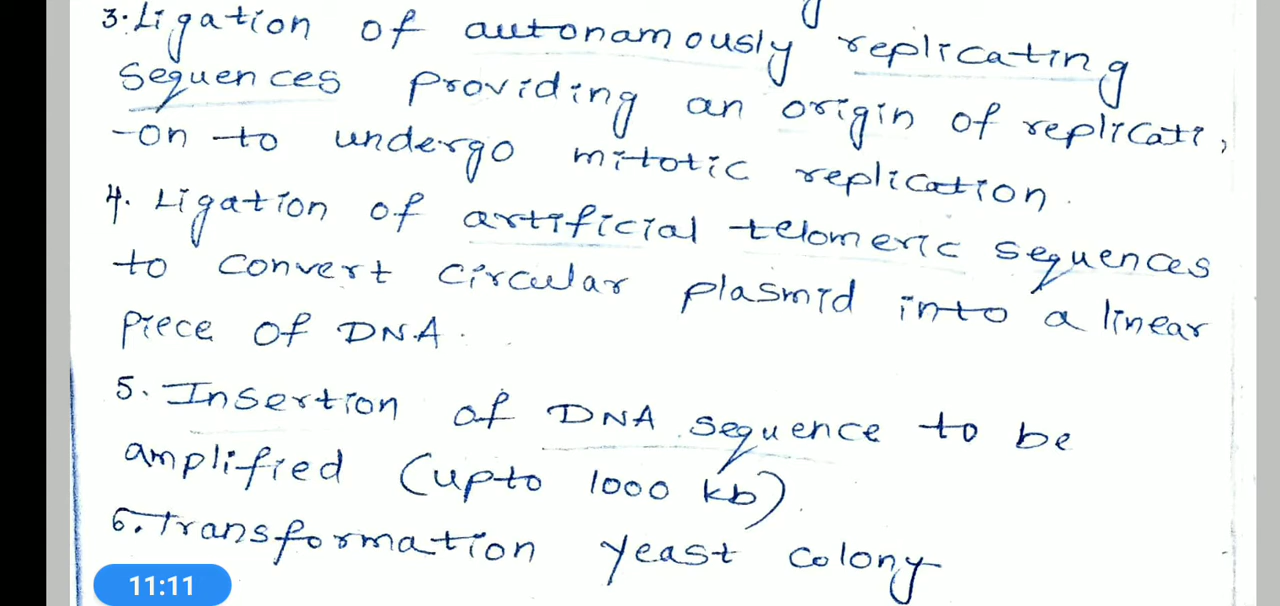 3. Ligation of autonamously replicating
sequences providing an origin of replicati,
-on to undergo mitotic replication.
4. Ligation of artificial telomeric sequences
to convert circular plasmid into a linear
piece of DNA.
5. Insertion of DNA sequence to be
amplified (upto 1000 kb).
6. Transformation yeast colony
11:11